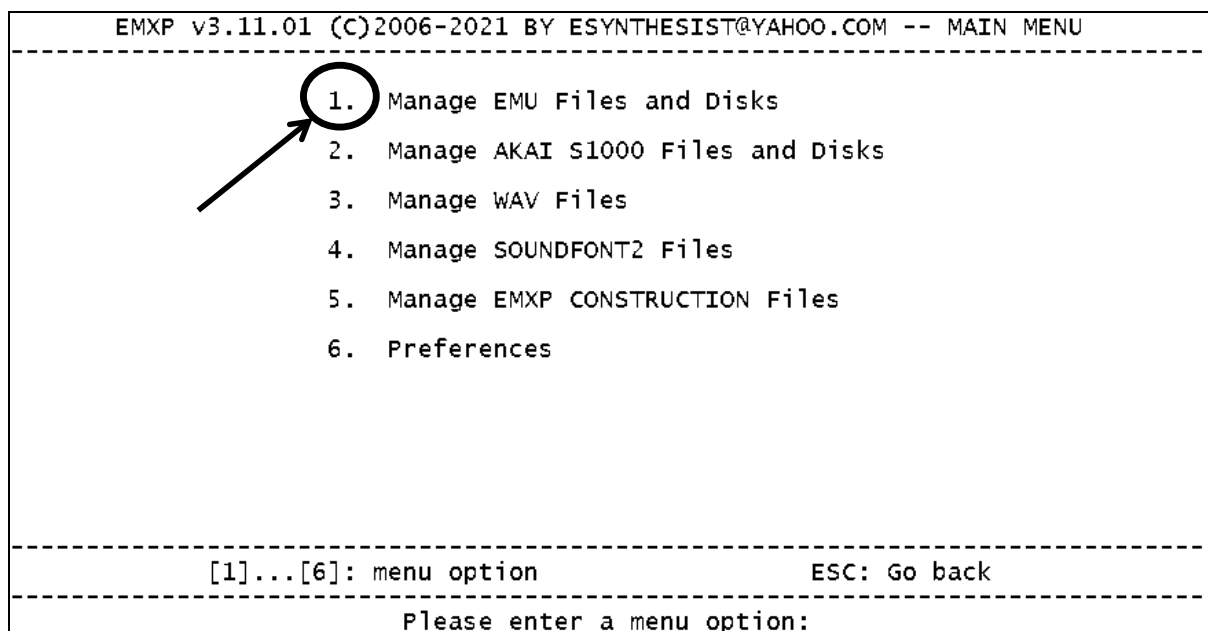 EMXP v3.11.01 (C)2006-2021 BY ESYNTHESIST@YAHOO.COM -- MAIN MENU
1. Manage EMU Files and Disks
2. Manage AKAI S1000 Files and Disks
3. Manage WAV Files
4. Manage SOUNDFONT2 Files
5. Manage EMXP CONSTRUCTION Files
6. Preferences
[1]...[6]: menu option ESC: Go back
Please enter a menu option: